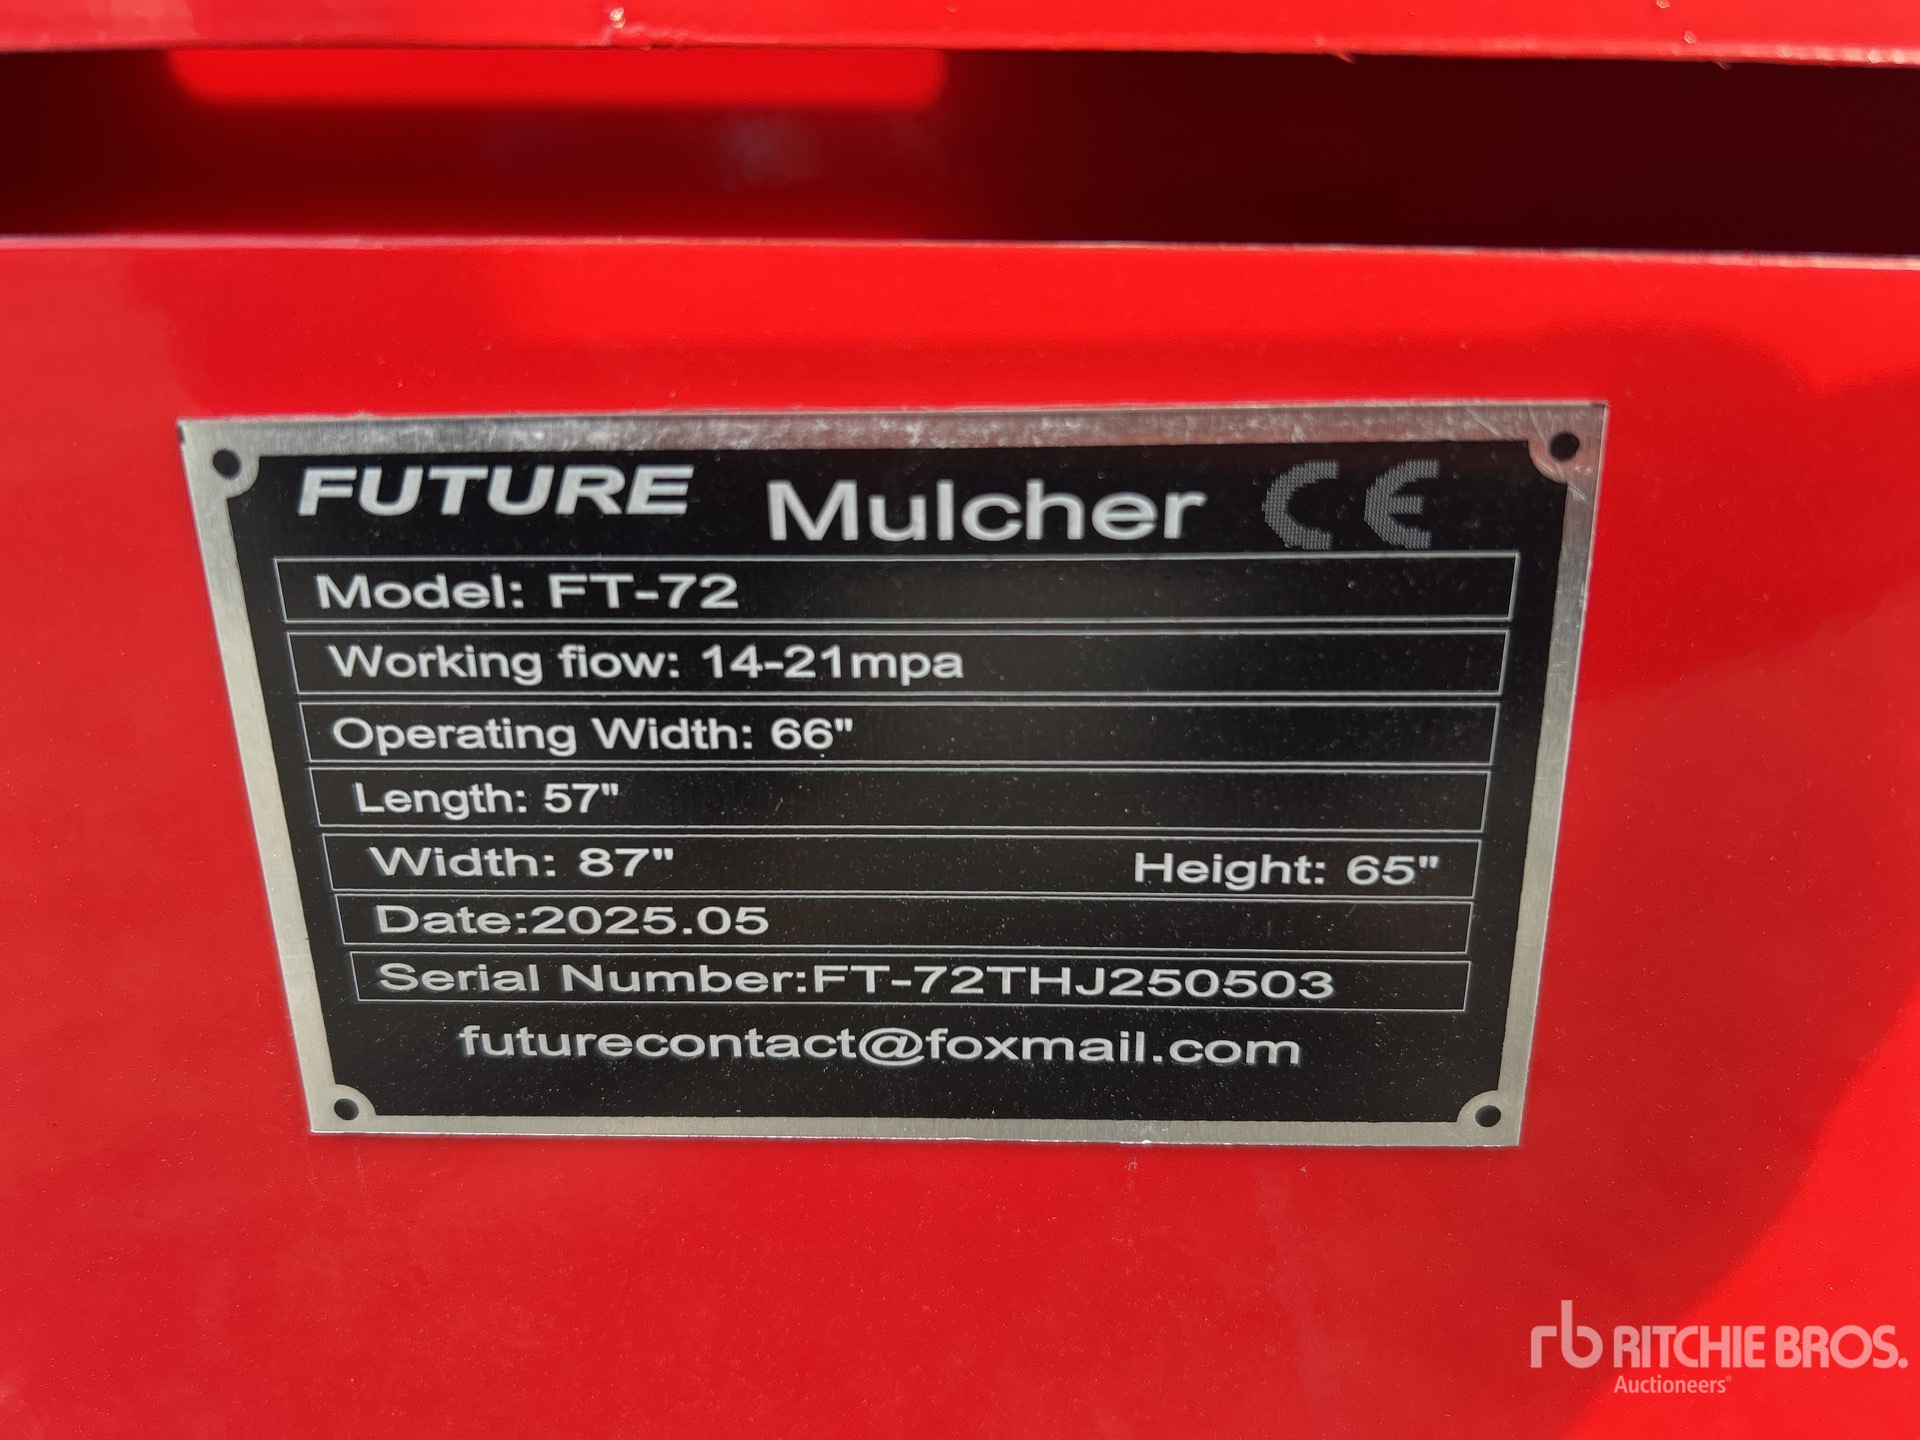 FUTURE Mulcher CE
Model: FT-72
Working fiow: 14-21mpa
Operating Width: 66"
Length: 57"
Width: 87" Height: 65"
Date:2025.05
Serial Number:FT-72THJ250503
futurecontact@foxmail.com
rb RITCHIE BROS.
Auctioneers